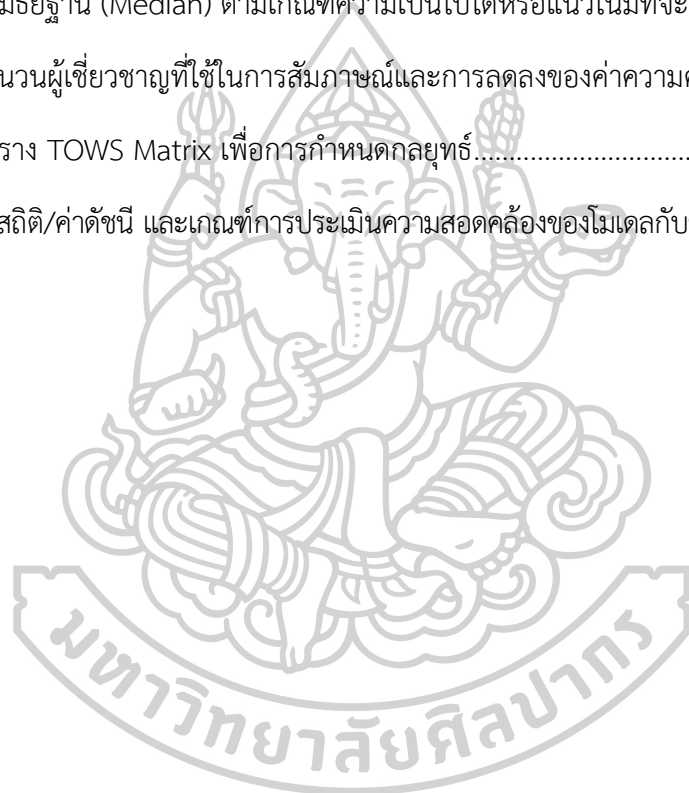 มัธยฐาน (Median) ตามเกณฑ์ความเป็นไปได้หรือแนวโน้มที่จะ
นวนผู้เชี่ยวชาญที่ใช้ในการสัมภาษณ์และการลดลงของค่าความ
ราง TOWS Matrix เพื่อการกำหนดกลยุทธ์..............................
สถิติ/ค่าดัชนี และเกณฑ์การประเมินความสอดคล้องของโมเดลกับ
มหาวิทยาลัยศิลปากร